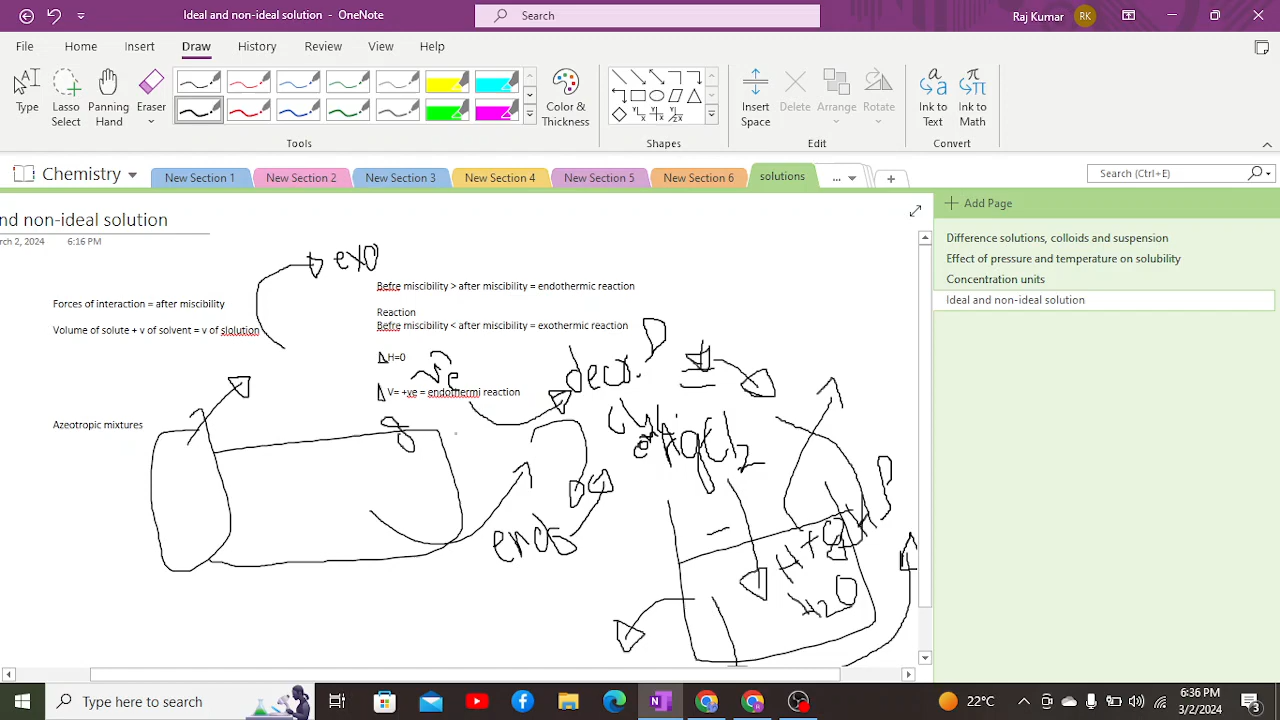 Ideal and non-ideal solution - OneNote
Search
Raj Kumar
RK
File Home Insert Draw History Review View Help
Type
Lasso Select
Panning Hand
Eraser
Color & Thickness
Insert Space
Delete
Arrange
Rotate
Ink to Text
Ink to Math
Tools
Shapes
Edit
Convert
Chemistry
New Section 1
New Section 2
New Section 3
New Section 4
New Section 5
New Section 6
solutions
...
Search (Ctrl+E)
nd non-ideal solution
rch 2, 2024 6:16 PM
Add Page
Difference solutions, colloids and suspension
Effect of pressure and temperature on solubility
Concentration units
Ideal and non-ideal solution
exo
Befre miscibility > after miscibility = endothermic reaction
Forces of interaction = after miscibility
Reaction
Befre miscibility < after miscibility = exothermic reaction
Volume of solute + v of solvent = v of slolution
H=0
ve
V= +ve = endothermi reaction
Azeotropic mixtures
endo
H2O
Type here to search
22°C
6:36 PM
3/2/2024
3